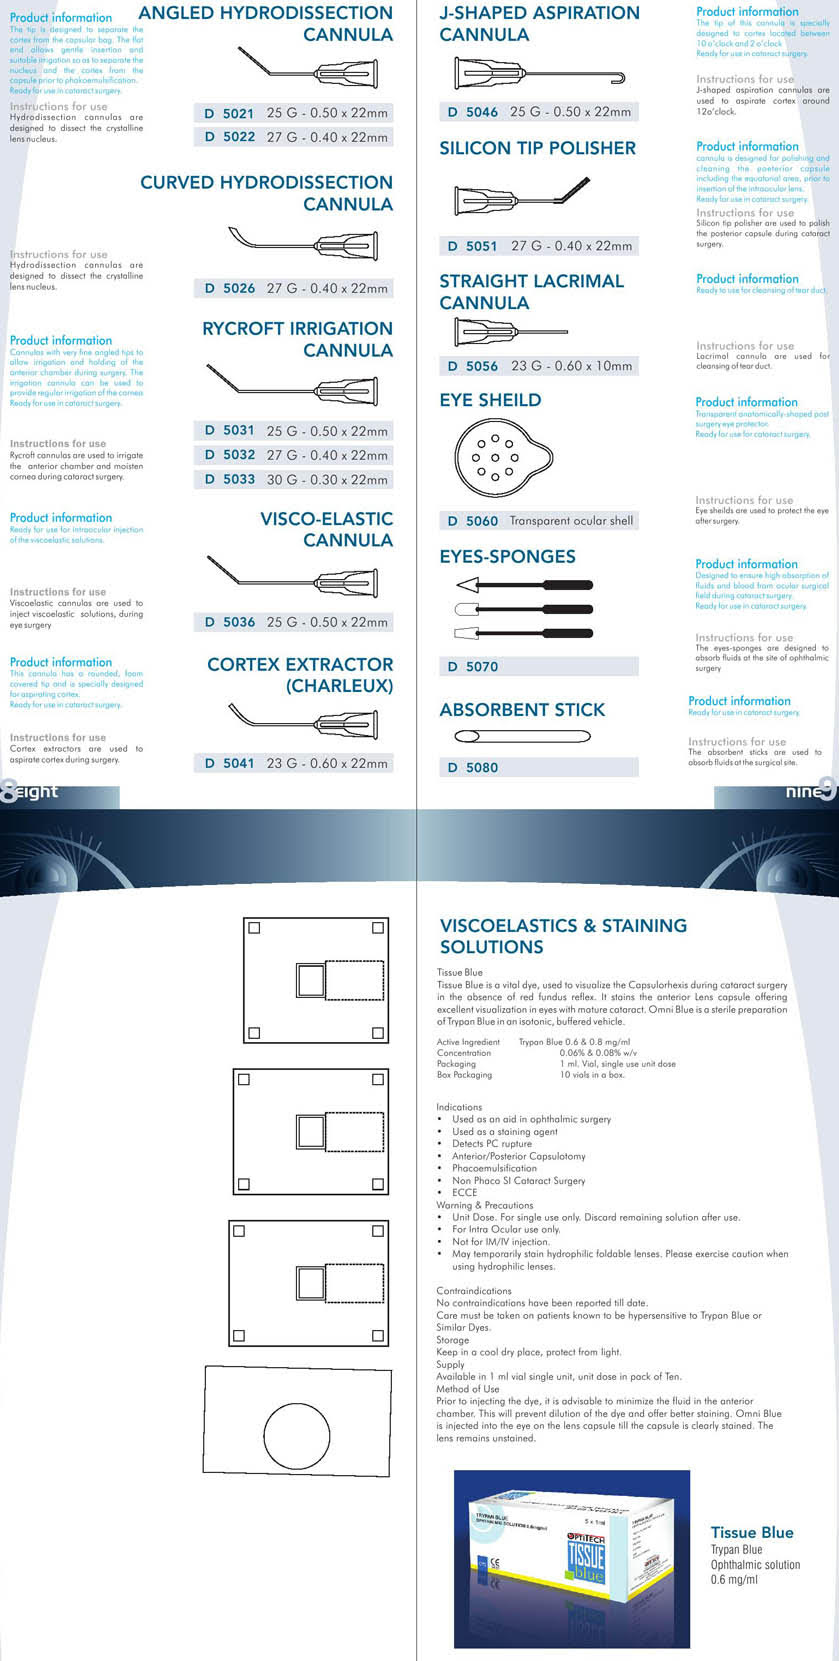 Product information
The tip is designed to separate the
cortex from the capsular bag. The flat
end allows gentle insertion and
suitable irrigation so as to separate the
nucleus and the cortex from the
capsule prior to phakoemulsification.
Ready for use in cataract surgery.
Instructions for use
Hydrodissection cannulas are
designed to dissect the crystalline
lens nucleus.
ANGLED HYDRODISSECTION
CANNULA
D 5021 25 G - 0.50 x 22mm
D 5022 27 G - 0.40 x 22mm
CURVED HYDRODISSECTION
CANNULA
Instructions for use
Hydrodissection cannulas are
designed to dissect the crystalline
lens nucleus.
D 5026 27 G - 0.40 x 22mm
RYCROFT IRRIGATION
CANNULA
Product information
Cannulas with very fine angled tips to
allow irrigation and holding of the
anterior chamber during surgery. The
irrigation cannula can be used to
provide regular irrigation of the cornea
Ready for use in cataract surgery.
Instructions for use
Rycroft cannulas are used to irrigate
the anterior chamber and moisten
cornea during cataract surgery.
D 5031 25 G - 0.50 x 22mm
D 5032 27 G - 0.40 x 22mm
D 5033 30 G - 0.30 x 22mm
Product information
Ready for use for intraocular injection
of the viscoelastic solutions.
Instructions for use
Viscoelastic cannulas are used to
inject viscoelastic solutions, during
eye surgery
VISCO-ELASTIC
CANNULA
D 5036 25 G - 0.50 x 22mm
Product information
This cannula has a rounded, foam
covered tip and is specially designed
for aspirating cortex.
Ready for use in cataract surgery.
Instructions for use
Cortex extractors are used to
aspirate cortex during surgery.
CORTEX EXTRACTOR
(CHARLEUX)
D 5041 23 G - 0.60 x 22mm
8eight
J-SHAPED ASPIRATION
CANNULA
D 5046 25 G - 0.50 x 22mm
Product information
The tip of this cannula is specially
designed to cortex located between
10 o'clock and 2 o'clock
Ready for use in cataract surgery.
Instructions for use
J-shaped aspiration cannulas are
used to aspirate cortex around
12o'clock.
SILICON TIP POLISHER
D 5051 27 G - 0.40 x 22mm
Product information
cannula is designed for polishing and
cleaning the poeterior capsule
including the equatorial area, prior to
insertion of the intraocular lens.
Ready for use in cataract surgery.
Instructions for use
Silicon tip polisher are used to polish
the posterior capsule during cataract
surgery.
STRAIGHT LACRIMAL
CANNULA
D 5056 23 G - 0.60 x 10mm
Product information
Ready to use for cleansing of tear duct.
Instructions for use
Lacrimal cannula are used for
cleansing of tear duct.
EYE SHEILD
D 5060 Transparent ocular shell
Product information
Transparent anatomically-shaped post
surgery eye protector.
Ready for use for cataract surgery.
Instructions for use
Eye sheilds are used to protect the eye
after surgery.
EYES-SPONGES
D 5070
Product information
Designed to ensure high absorption of
fluids and blood from ocular surgical
field during cataract surgery.
Ready for use in cataract surgery.
Instructions for use
The eyes-sponges are designed to
absorb fluids at the site of ophthalmic
surgery
ABSORBENT STICK
D 5080
Product information
Ready for use in cataract surgery.
Instructions for use
The absorbent sticks are used to
absorb fluids at the surgical site.
nine9
VISCOELASTICS & STAINING
SOLUTIONS
Tissue Blue
Tissue Blue is a vital dye, used to visualize the Capsulorhexis during cataract surgery
in the absence of red fundus reflex. It stains the anterior Lens capsule offering
excellent visualization in eyes with mature cataract. Omni Blue is a sterile preparation
of Trypan Blue in an isotonic, buffered vehicle.
Active Ingredient Trypan Blue 0.6 & 0.8 mg/ml
Concentration 0.06% & 0.08% w/v
Packaging 1 ml. Vial, single use unit dose
Box Packaging 10 vials in a box.
Indications
• Used as an aid in ophthalmic surgery
• Used as a staining agent
• Detects PC rupture
• Anterior/Posterior Capsulotomy
• Phacoemulsification
• Non Phaco SI Cataract Surgery
• ECCE
Warning & Precautions
• Unit Dose. For single use only. Discard remaining solution after use.
• For Intra Ocular use only.
• Not for IM/IV injection.
• May temporarily stain hydrophilic foldable lenses. Please exercise caution when
using hydrophilic lenses.
Contraindications
No contraindications have been reported till date.
Care must be taken on patients known to be hypersensitive to Trypan Blue or
Similar Dyes.
Storage
Keep in a cool dry place, protect from light.
Supply
Available in 1 ml vial single unit, unit dose in pack of Ten.
Method of Use
Prior to injecting the dye, it is advisable to minimize the fluid in the anterior
chamber. This will prevent dilution of the dye and offer better staining. Omni Blue
is injected into the eye on the lens capsule till the capsule is clearly stained. The
lens remains unstained.
TRYPAN BLUE
5 x 1ml
OPTITECH
TISSUE
blue
CE
Tissue Blue
Trypan Blue
Ophthalmic solution
0.6 mg/ml